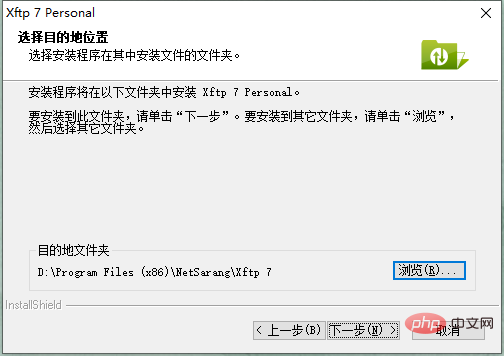 Xftp 7 Personal
选择目的地位置
选择安装程序在其中安装文件的文件夹。
安装程序将在以下文件夹中安装 Xftp 7 Personal。
要安装到此文件夹，请单击“下一步”。要安装到其它文件夹，请单击“浏览”，
然后选择其它文件夹。
目的地文件夹
D:\Program Files (x86)\NetSarang\Xftp 7
浏览(R)...
InstallShield
< 上一步(B)
下一步(N) >
取消
php 中文网